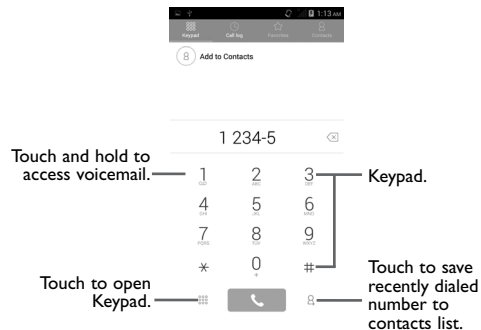 1:13 AM
Keypad Call log Favorites Contacts
Add to Contacts
1 234-5
Touch and hold to
access voicemail.
1 2 3
ABC DEF
Keypad.
4 5 6
GHI JKL MNO
7 8 9
PQRS TUV WXYZ
* 0 #
+
Touch to open
Keypad.
Touch to save
recently dialed
number to
contacts list.